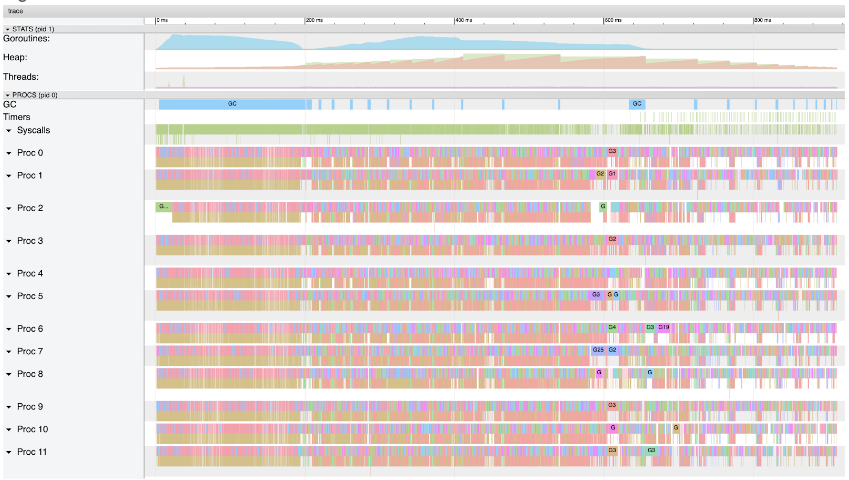 trace
0 ms
200 ms
400 ms
600 ms
800 ms
STATS (pid 1)
Goroutines:
Heap:
Threads:
PROCS (pid 0)
GC
GC GC
Timers
Syscalls
Proc 0
G3
Proc 1
G2 G1
Proc 2
G... G
Proc 3
G2
Proc 4
Proc 5
G3 G G
Proc 6
G4 G3 G19
Proc 7
G25 G2
Proc 8
G G
Proc 9
G3
Proc 10
G G
Proc 11
G3 G3